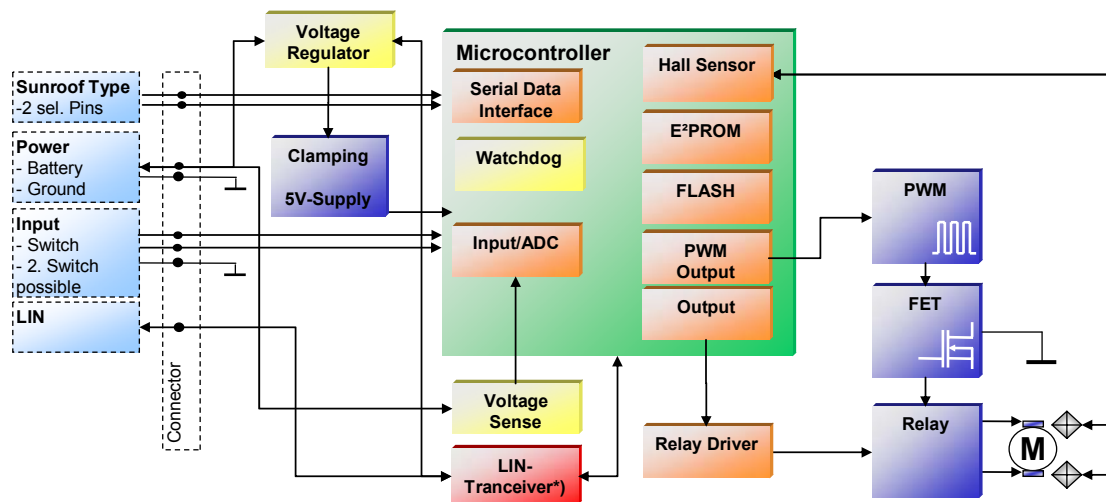 Voltage
Regulator
Microcontroller
Hall Sensor
Sunroof Type
-2 sel. Pins
Serial Data
Interface
E²PROM
Power
- Battery
- Ground
Clamping
5V-Supply
Watchdog
FLASH
PWM
Input
- Switch
- 2. Switch
possible
Input/ADC
PWM
Output
Output
FET
LIN
Connector
Voltage
Sense
Relay Driver
Relay
M
LIN-
Tranceiver*)